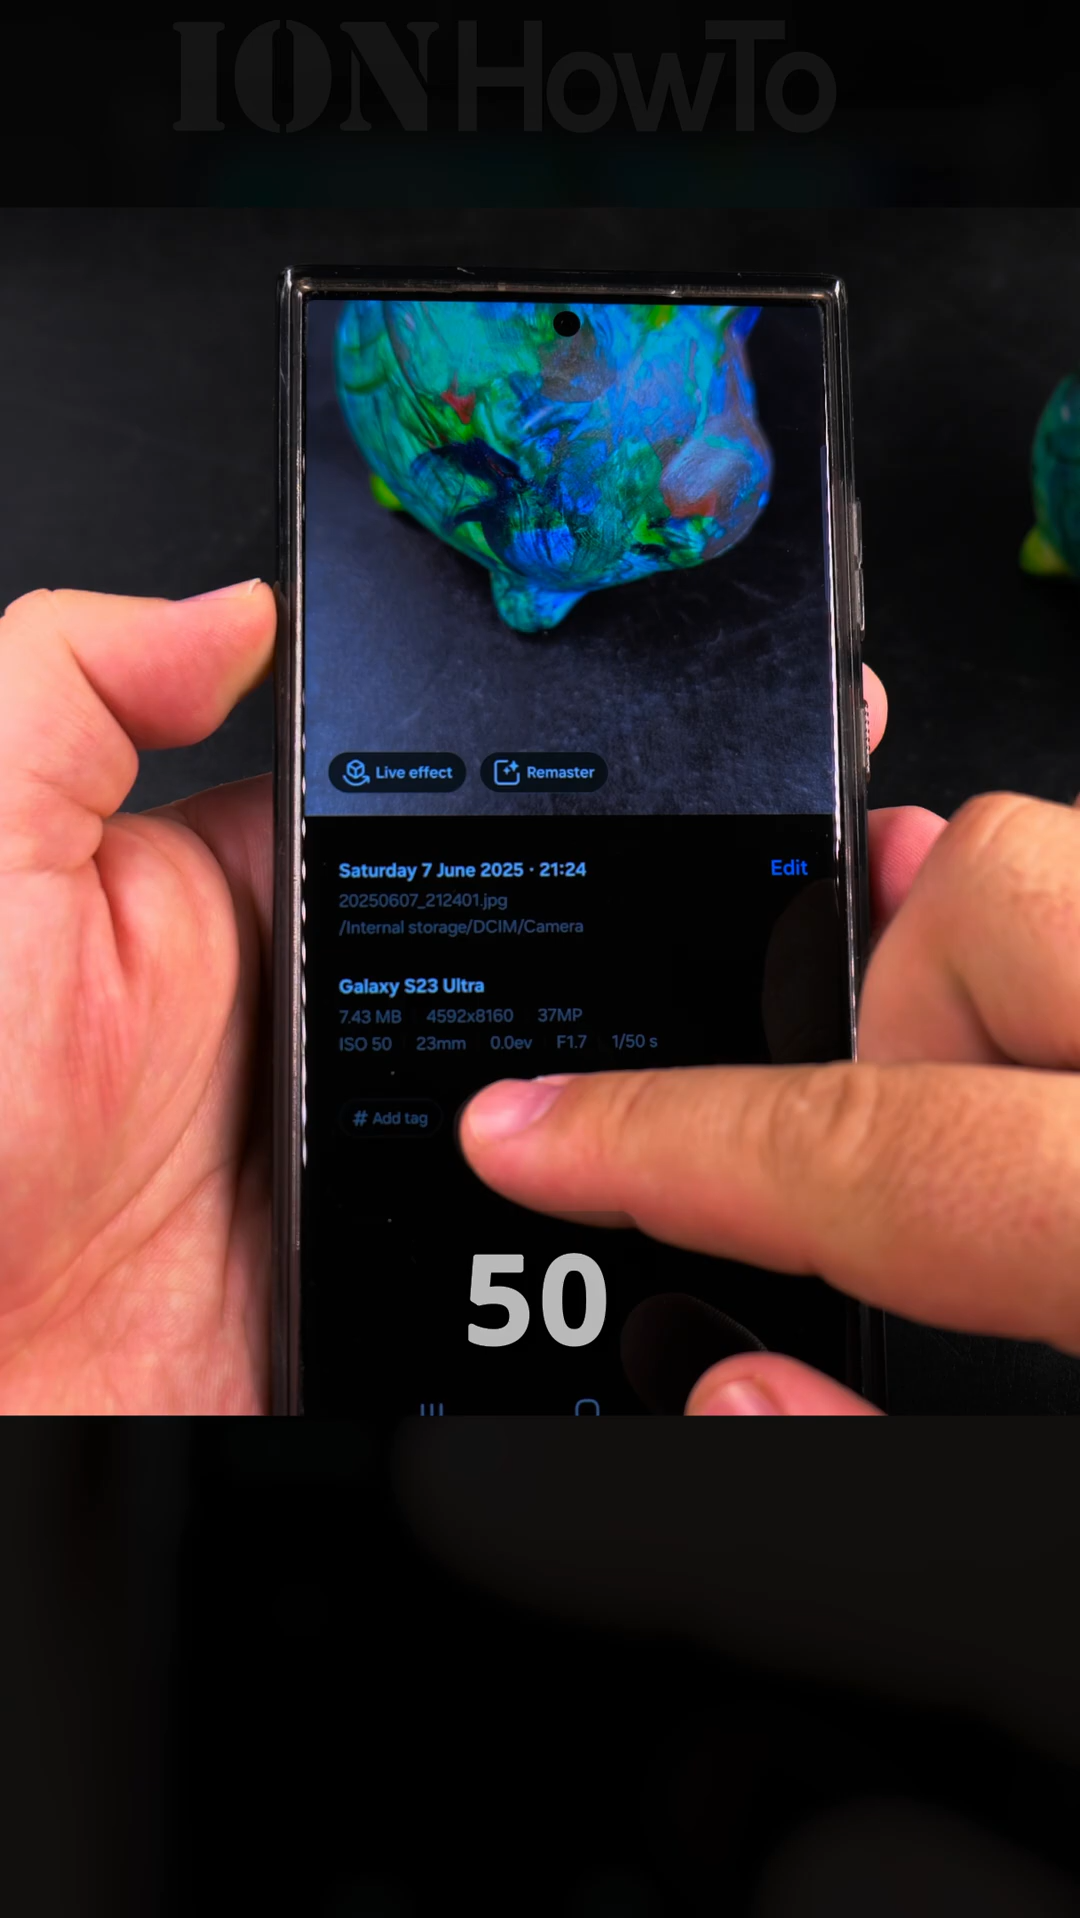 IONHowTo
Live effect
Remaster
Saturday 7 June 2025 · 21:24
Edit
20250607_212401.jpg
/Internal storage/DCIM/Camera
Galaxy S23 Ultra
7.43 MB 4592x8160 37MP
ISO 50 23mm 0.0ev F1.7 1/50 s
# Add tag
50